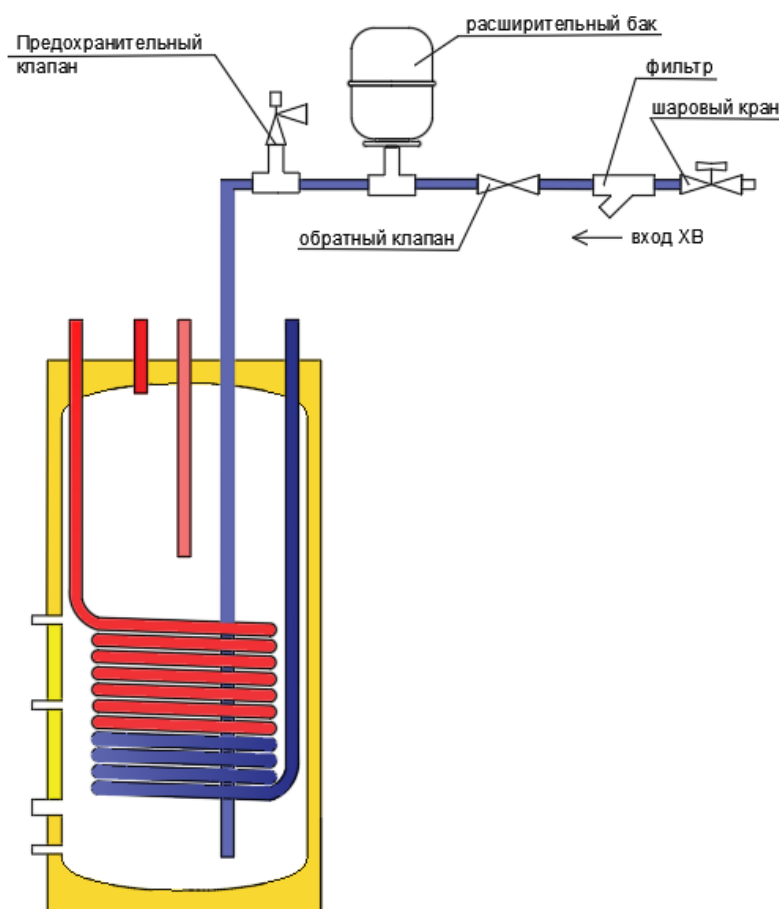 расширительный бак
Предохранительный
клапан
фильтр
шаровый кран
обратный клапан
вход ХВ